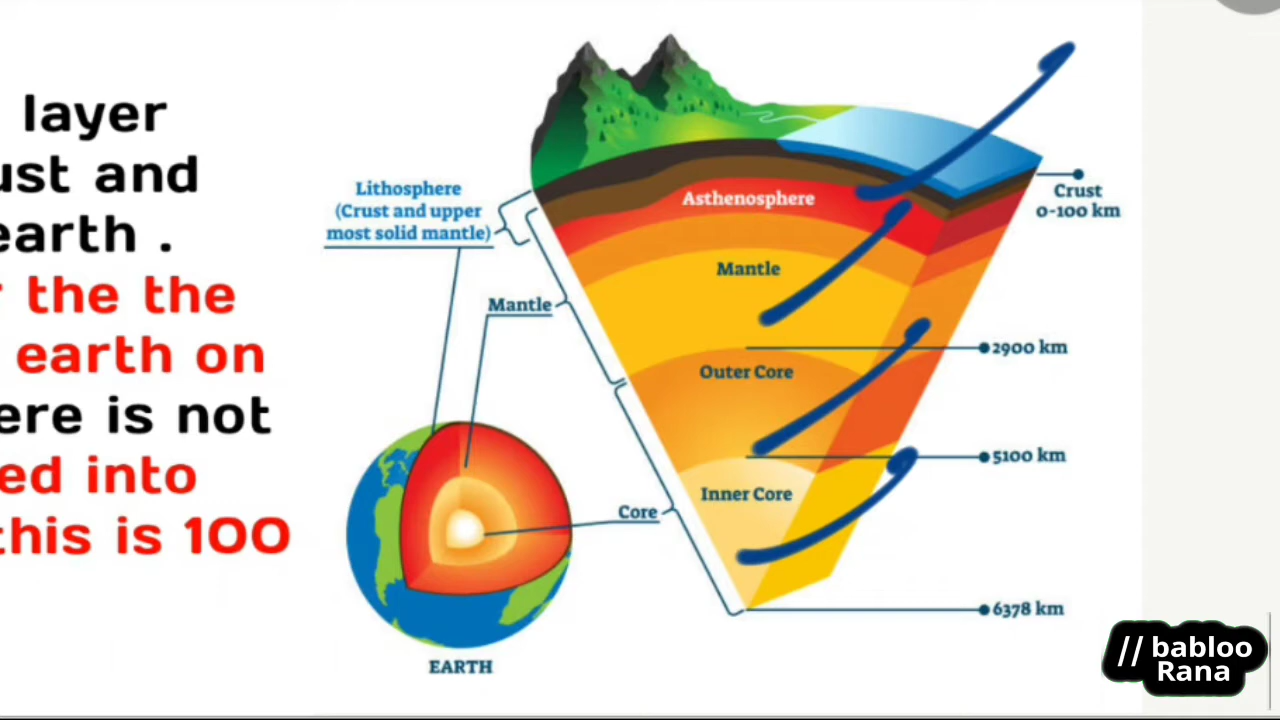 layer
ust and
earth .
r the the
earth on
ere is not
ed into
this is 100
Lithosphere
(Crust and upper
most solid mantle)
Mantle
Core
EARTH
Asthenosphere
Mantle
Outer Core
Inner Core
Crust
0-100 km
2900 km
5100 km
6378 km
// babloo
Rana